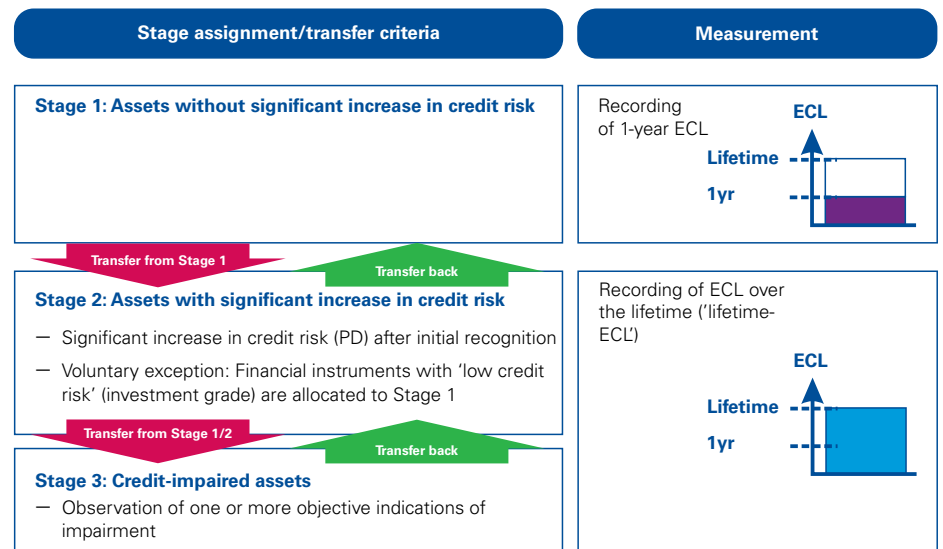 Stage assignment/transfer criteria
Measurement
Stage 1: Assets without significant increase in credit risk
Recording
of 1-year ECL
ECL
Lifetime
1yr
Transfer from Stage 1
Transfer back
Stage 2: Assets with significant increase in credit risk
— Significant increase in credit risk (PD) after initial recognition
— Voluntary exception: Financial instruments with ‘low credit
risk’ (investment grade) are allocated to Stage 1
Recording of ECL over
the lifetime (‘lifetime-
ECL’)
ECL
Lifetime
1yr
Transfer from Stage 1/2
Transfer back
Stage 3: Credit-impaired assets
— Observation of one or more objective indications of
impairment